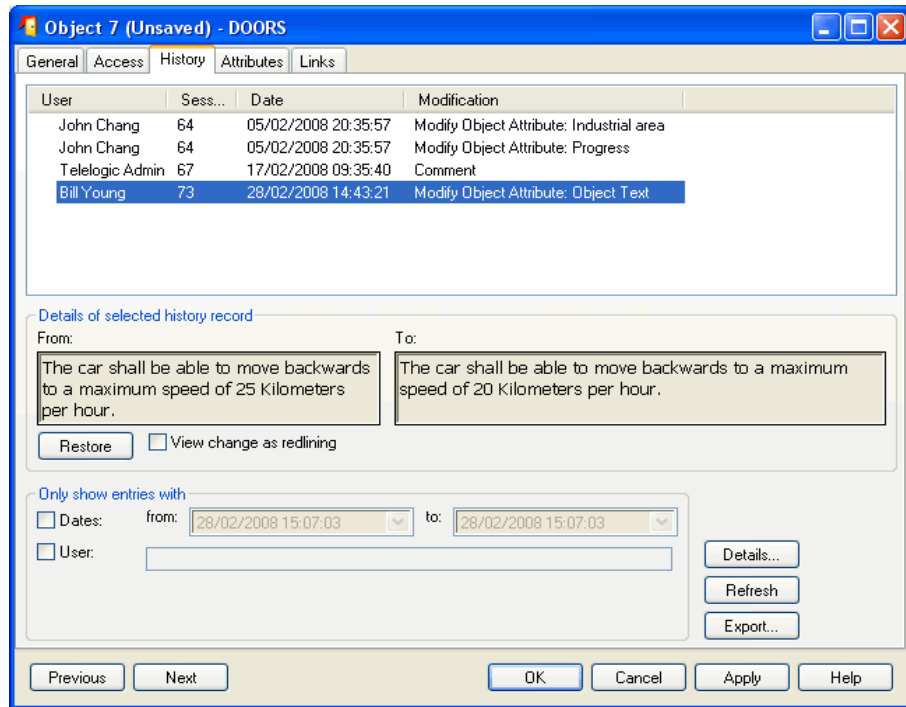 Object 7 (Unsaved) - DOORS
General Access History Attributes Links
User Sess... Date Modification
John Chang 64 05/02/2008 20:35:57 Modify Object Attribute: Industrial area
John Chang 64 05/02/2008 20:35:57 Modify Object Attribute: Progress
Telelogic Admin 67 17/02/2008 09:35:40 Comment
Bill Young 73 28/02/2008 14:43:21 Modify Object Attribute: Object Text
Details of selected history record
From: To:
The car shall be able to move backwards
to a maximum speed of 25 Kilometers
per hour.
The car shall be able to move backwards to a maximum
speed of 20 Kilometers per hour.
Restore View change as redlining
Only show entries with
Dates: from: 28/02/2008 15:07:03 to: 28/02/2008 15:07:03
User:
Details...
Refresh
Export...
Previous Next OK Cancel Apply Help